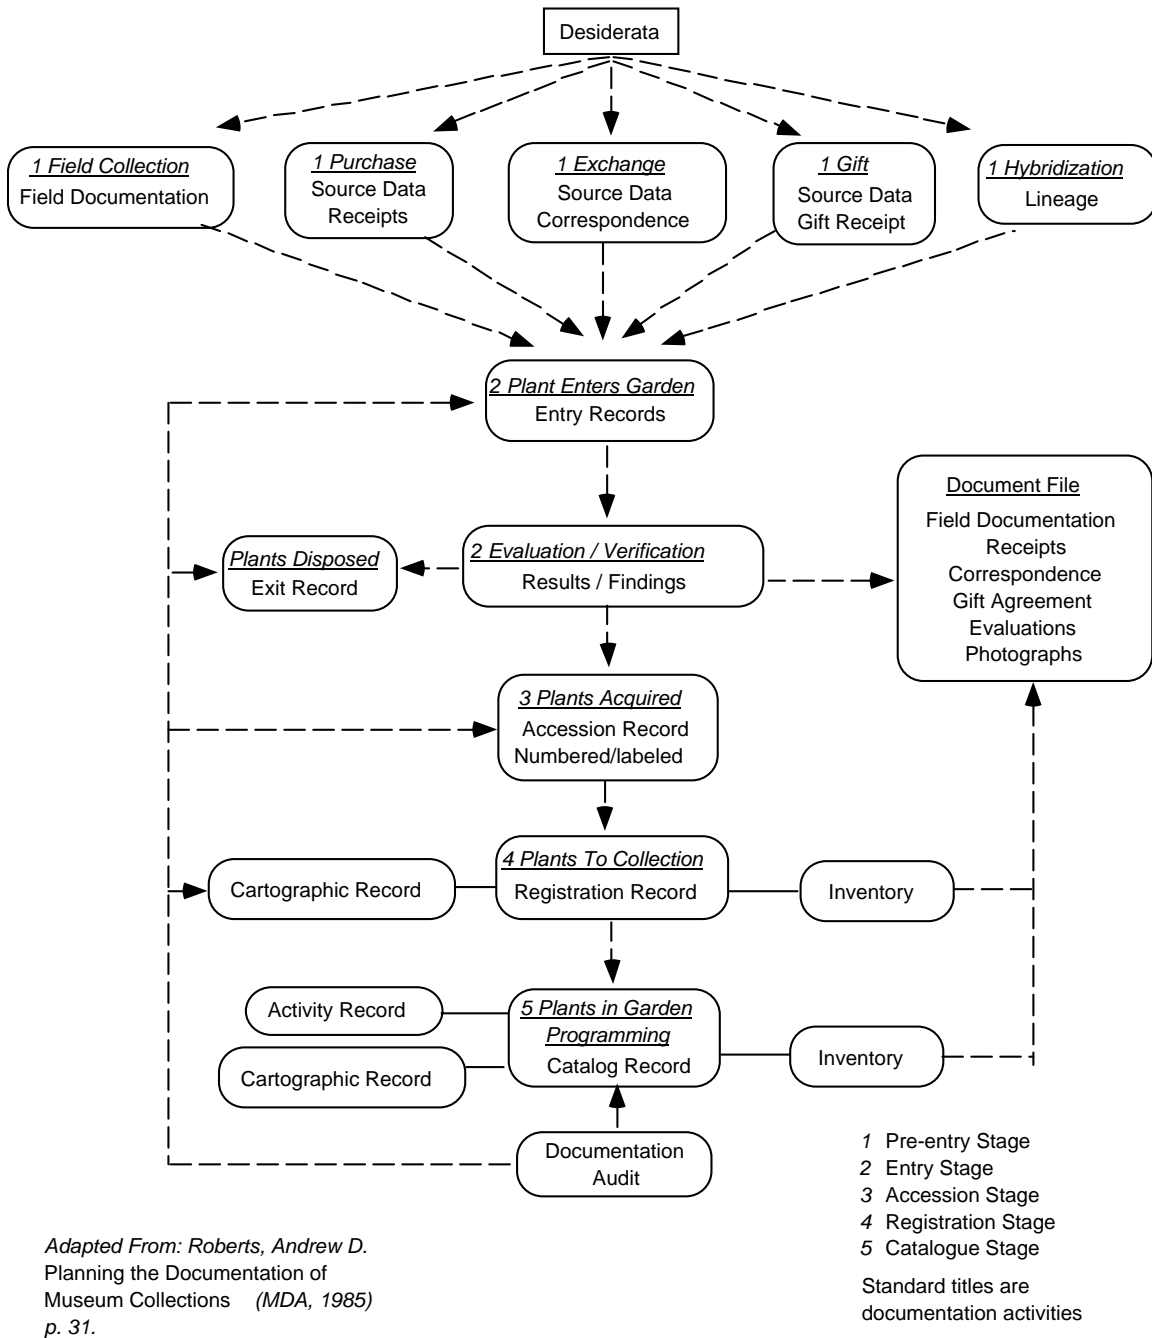 Desiderata
1 Field Collection
Field Documentation
1 Purchase
Source Data
Receipts
1 Exchange
Source Data
Correspondence
1 Gift
Source Data
Gift Receipt
1 Hybridization
Lineage
2 Plant Enters Garden
Entry Records
Plants Disposed
Exit Record
2 Evaluation / Verification
Results / Findings
Document File
Field Documentation
Receipts
Correspondence
Gift Agreement
Evaluations
Photographs
3 Plants Acquired
Accession Record
Numbered/labeled
Cartographic Record
4 Plants To Collection
Registration Record
Inventory
Activity Record
Cartographic Record
5 Plants in Garden
Programming
Catalog Record
Inventory
Documentation
Audit
1 Pre-entry Stage
2 Entry Stage
3 Accession Stage
4 Registration Stage
5 Catalogue Stage
Standard titles are
documentation activities
Adapted From: Roberts, Andrew D.
Planning the Documentation of
Museum Collections (MDA, 1985)
p. 31.